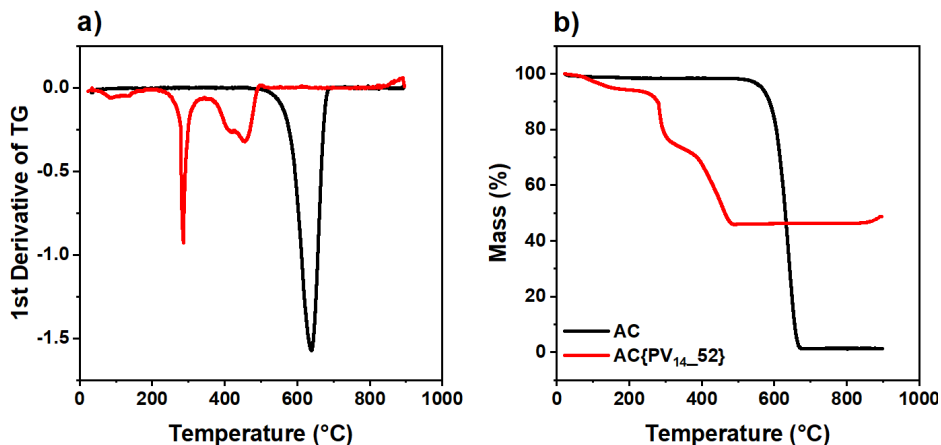 a)
0.0
-0.5
-1.0
-1.5
1st Derivative of TG
0 200 400 600 800 1000
Temperature (°C)
b)
100
80
60
40
20
0
Mass (%)
AC
AC{PV₁₄_52}
0 200 400 600 800 1000
Temperature (°C)